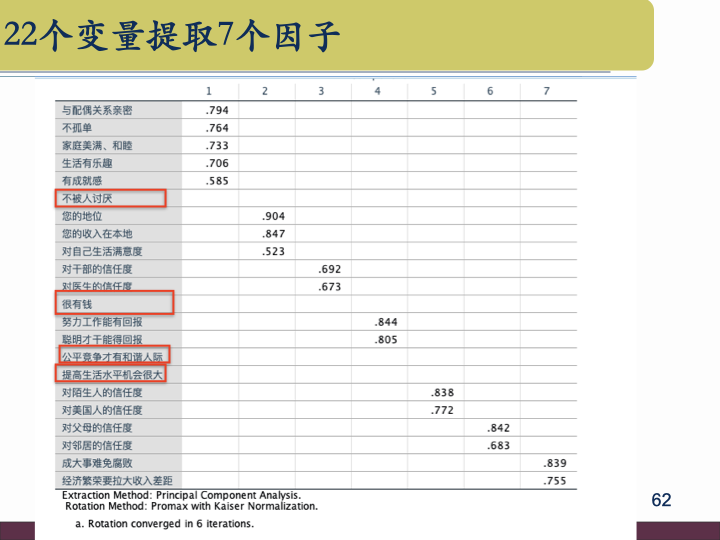 22个变量提取7个因子
1 2 3 4 5 6 7
与配偶关系亲密 .794
不孤单 .764
家庭美满、和睦 .733
生活有乐趣 .706
有成就感 .585
不被人讨厌
您的地位 .904
您的收入在本地 .847
对自己生活满意度 .523
对干部的信任度 .692
对医生的信任度 .673
很有钱
努力工作能有回报 .844
聪明才干能得回报 .805
公平竞争才有和谐人际
提高生活水平机会很大
对陌生人的信任度 .838
对美国人的信任度 .772
对父母的信任度 .842
对邻居的信任度 .683
成大事难免腐败 .839
经济繁荣要拉大收入差距 .755
Extraction Method: Principal Component Analysis.
Rotation Method: Promax with Kaiser Normalization.
a. Rotation converged in 6 iterations.
62